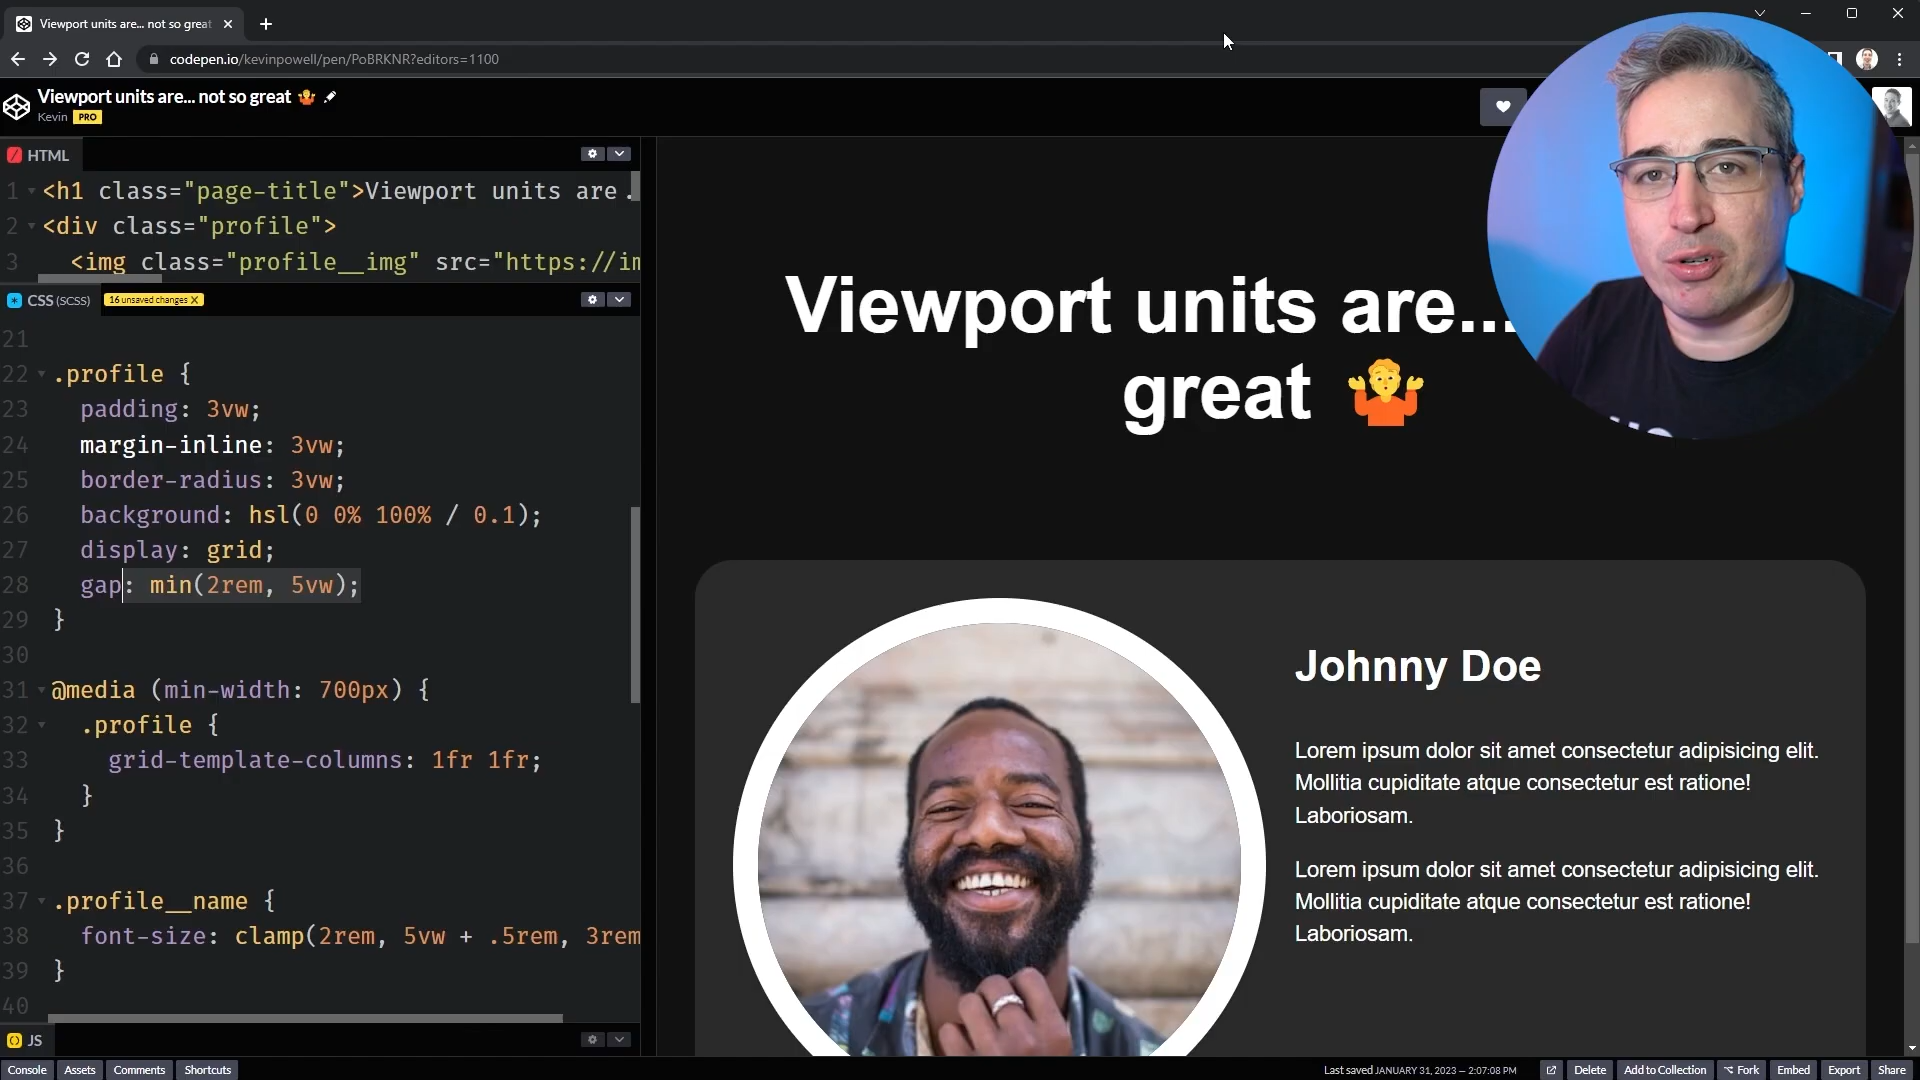 Viewport units are... not so great
codepen.io/kevinpowell/pen/PoBRKNR?editors=1100
Viewport units are... not so great 🤷
Kevin PRO
HTML
1 <h1 class="page-title">Viewport units are.
2 <div class="profile">
3 <img class="profile__img" src="https://im
CSS (SCSS) 16 unsaved changes X
21
22 .profile {
23 padding: 3vw;
24 margin-inline: 3vw;
25 border-radius: 3vw;
26 background: hsl(0 0% 100% / 0.1);
27 display: grid;
28 gap: min(2rem, 5vw);
29 }
30
31 @media (min-width: 700px) {
32 .profile {
33 grid-template-columns: 1fr 1fr;
34 }
35 }
36
37 .profile__name {
38 font-size: clamp(2rem, 5vw + .5rem, 3rem
39 }
40
JS
Viewport units are...
great 🤷
Johnny Doe
Lorem ipsum dolor sit amet consectetur adipisicing elit.
Mollitia cupiditate atque consectetur est ratione!
Laboriosam.
Lorem ipsum dolor sit amet consectetur adipisicing elit.
Mollitia cupiditate atque consectetur est ratione!
Laboriosam.
Console Assets Comments Shortcuts
Last saved JANUARY 31, 2023 — 2:07:08 PM
Delete Add to Collection Fork Embed Export Share